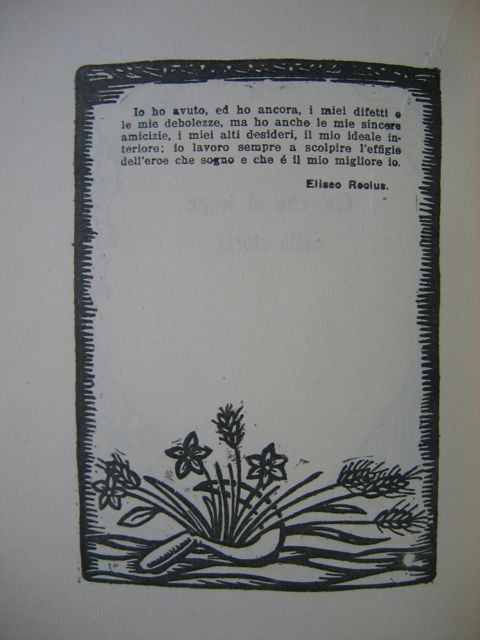 Io ho avuto, ed ho ancora, i miei difetti e
le mie debolezze, ma ho anche le mie sincere
amicizie, i miei alti desideri, il mio ideale in-
teriore; io lavoro sempre a scolpire l'effigie
dell'eroe che sogno e che é il mio migliore io.
Eliseo Reclus.